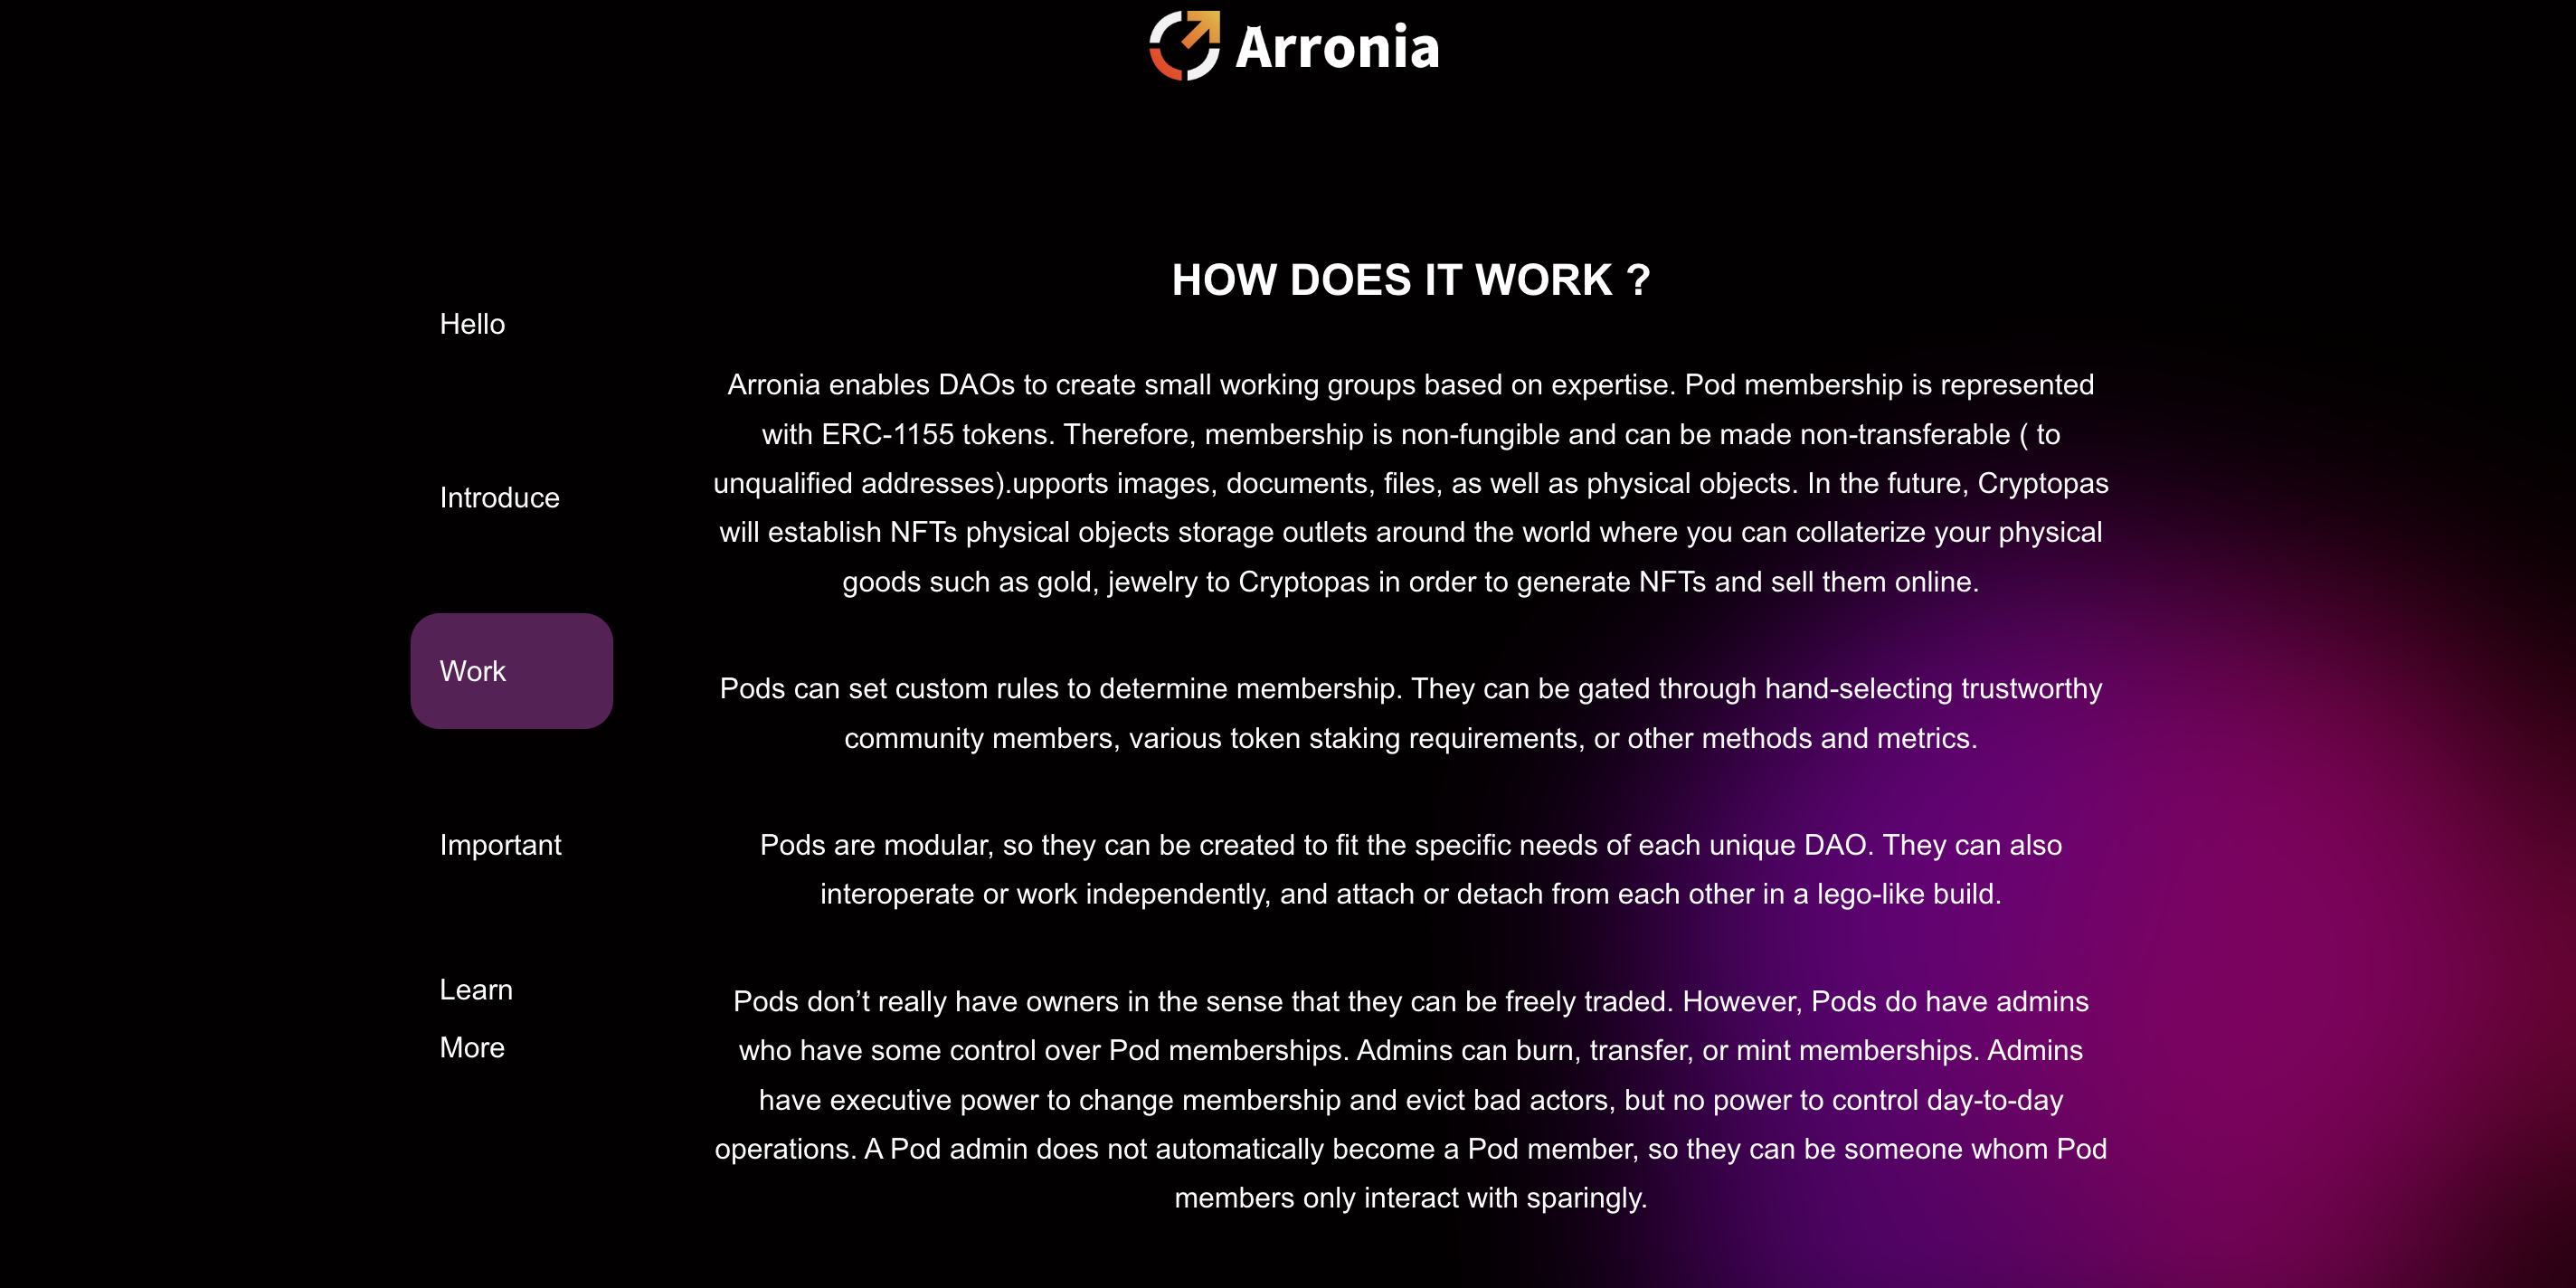 Arronia
HOW DOES IT WORK ?
Hello
Introduce
Work
Important
Learn
More
Arronia enables DAOs to create small working groups based on expertise. Pod membership is represented
with ERC-1155 tokens. Therefore, membership is non-fungible and can be made non-transferable ( to
unqualified addresses).upports images, documents, files, as well as physical objects. In the future, Cryptopas
will establish NFTs physical objects storage outlets around the world where you can collaterize your physical
goods such as gold, jewelry to Cryptopas in order to generate NFTs and sell them online.
Pods can set custom rules to determine membership. They can be gated through hand-selecting trustworthy
community members, various token staking requirements, or other methods and metrics.
Pods are modular, so they can be created to fit the specific needs of each unique DAO. They can also
interoperate or work independently, and attach or detach from each other in a lego-like build.
Pods don’t really have owners in the sense that they can be freely traded. However, Pods do have admins
who have some control over Pod memberships. Admins can burn, transfer, or mint memberships. Admins
have executive power to change membership and evict bad actors, but no power to control day-to-day
operations. A Pod admin does not automatically become a Pod member, so they can be someone whom Pod
members only interact with sparingly.